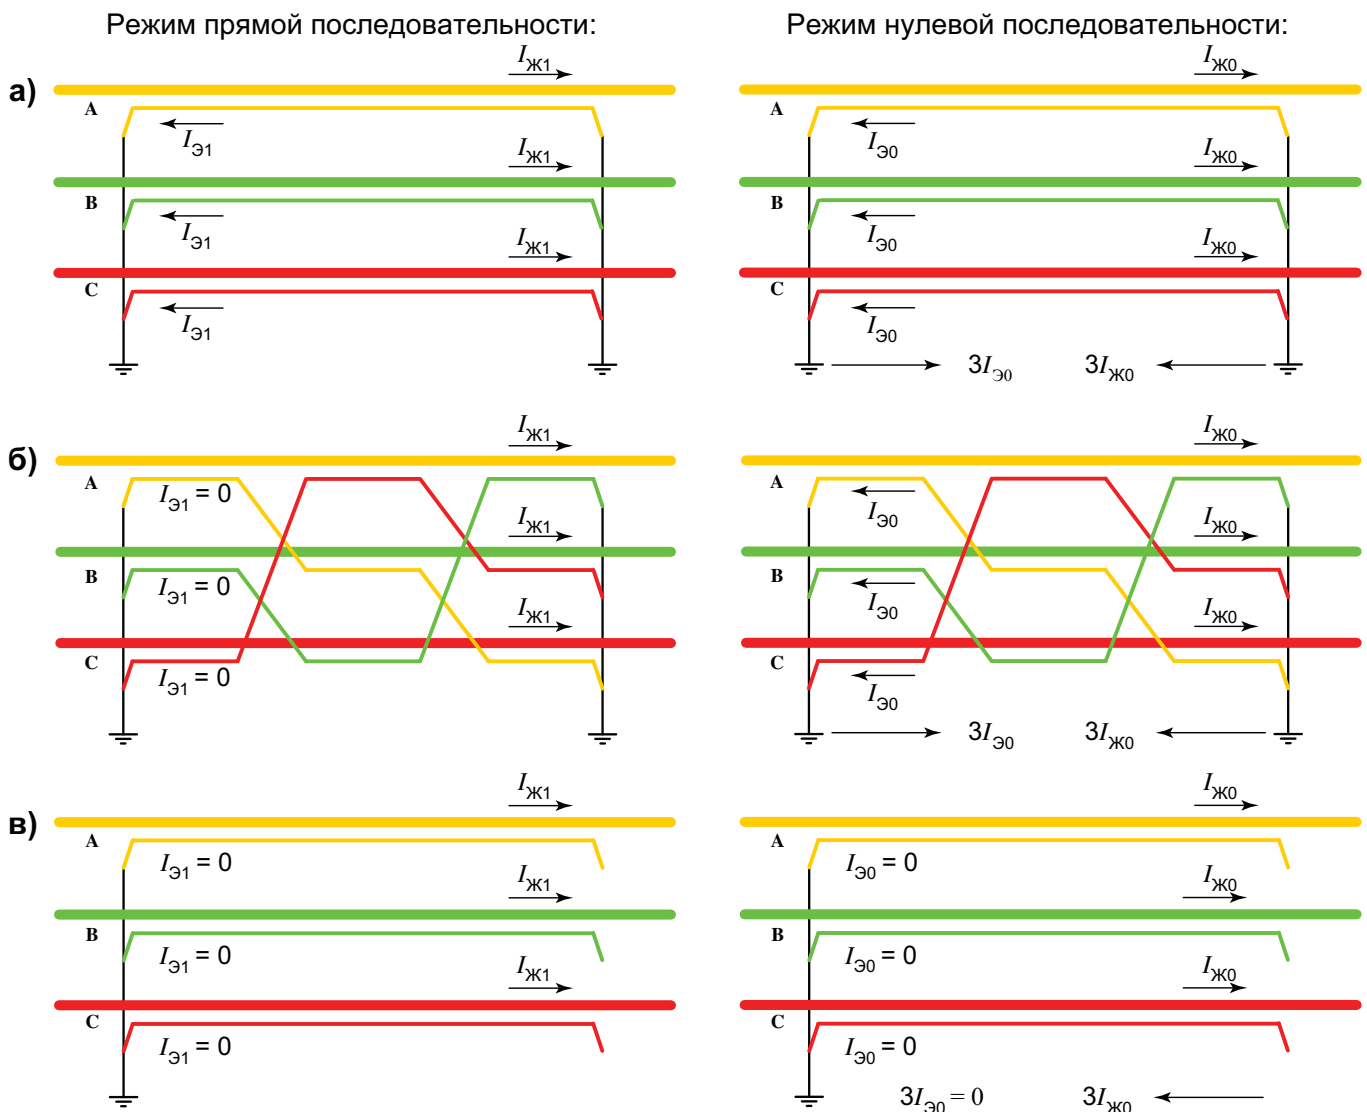 Режим прямой последовательности:
Режим нулевой последовательности:
а)
IЖ1
A
IЭ1
IЖ1
B
IЭ1
IЖ1
C
IЭ1
IЖ0
A
IЭ0
IЖ0
B
IЭ0
IЖ0
C
IЭ0
3IЭ0 3IЖ0
б)
IЖ1
A
IЭ1 = 0
IЖ1
B
IЭ1 = 0
IЖ1
C
IЭ1 = 0
IЖ0
A
IЭ0
IЖ0
B
IЭ0
IЖ0
C
IЭ0
3IЭ0 3IЖ0
в)
IЖ1
A
IЭ1 = 0
IЖ1
B
IЭ1 = 0
IЖ1
C
IЭ1 = 0
IЖ0
A
IЭ0 = 0
IЖ0
B
IЭ0 = 0
IЖ0
C
IЭ0 = 0
3IЭ0 = 0 3IЖ0